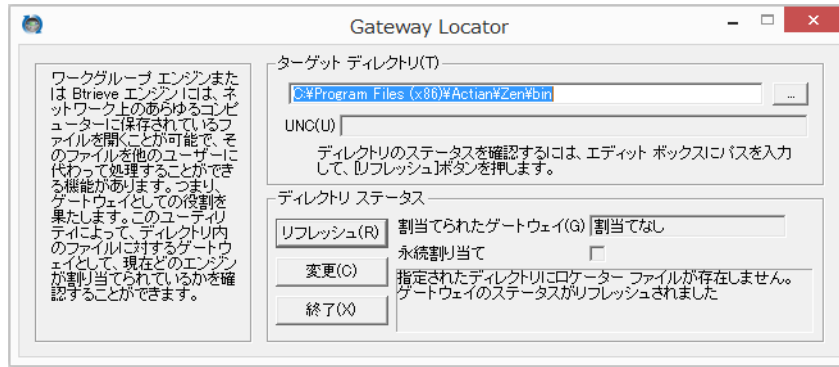 Gateway Locator
ワークグループ エンジンまた
は Btrieve エンジン には、ネ
ットワーク上のあらゆるコンピ
ューターに保存されているフ
ァイルを開くことが可能で、そ
のファイルを他のユーザーに
代わって処理することができ
る機能があります。つまり、
ゲートウェイとしての役割を
果たします。このユーティリ
ティによって、ディレクトリ内
のファイルに対するゲートウ
ェイとして、現在どのエンジン
が割り当てられているかを確
認することができます。
ターゲット ディレクトリ(T)
C:¥Program Files (x86)¥Actian¥Zen¥bin
...
UNC(U)
ディレクトリのステータスを確認するには、エディット ボックスにパスを入力
して、[リフレッシュ]ボタンを押します。
ディレクトリ ステータス
リフレッシュ(R)
割当てられたゲートウェイ(G) 割当てなし
永続割り当て
変更(C)
指定されたディレクトリにロケーター ファイルが存在しません。
ゲートウェイのステータスがリフレッシュされました
終了(X)